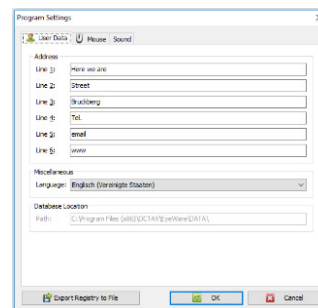 Program Settings
User Data Mouse Sound
Address
Line 1: Here we are
Line 2: Street
Line 3: Bruckberg
Line 4: Tel.
Line 5: email
Line 6: www
Miscellaneous
Language: Englisch (Vereinigte Staaten)
Database Location
Path: C:\Program Files (x86)\OCTAX\EyeWare\DATA\
Export Registry to File OK Cancel